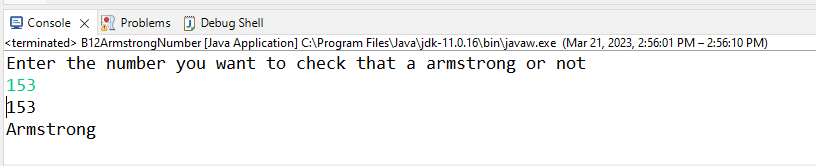 Console Problems Debug Shell
<terminated> B12ArmstrongNumber [Java Application] C:\Program Files\Java\jdk-11.0.16\bin\javaw.exe (Mar 21, 2023, 2:56:01 PM – 2:56:10 PM)
Enter the number you want to check that a armstrong or not
153
153
Armstrong